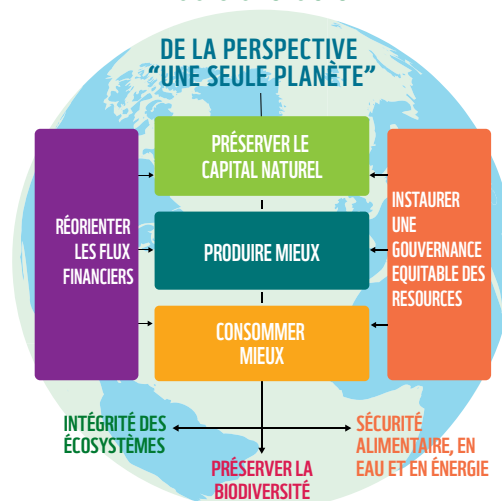 DE LA PERSPECTIVE
“UNE SEULE PLANÈTE”
PRÉSERVER LE
CAPITAL NATUREL
RÉORIENTER
LES FLUX
FINANCIERS
PRODUIRE MIEUX
INSTAURER
UNE
GOUVERNANCE
EQUITABLE DES
RESOURCES
CONSOMMER
MIEUX
INTÉGRITÉ DES
ÉCOSYSTÈMES
PRÉSERVER LA
BIODIVERSITÉ
SÉCURITÉ
ALIMENTAIRE, EN
EAU ET EN ÉNERGIE